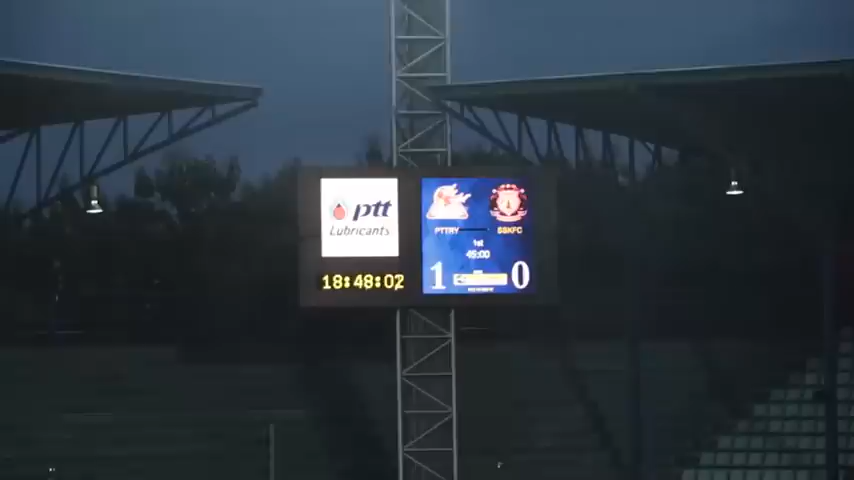 ptt
Lubricants
18:48:02
PTTRY SSKFC
1st
45:00
1 0